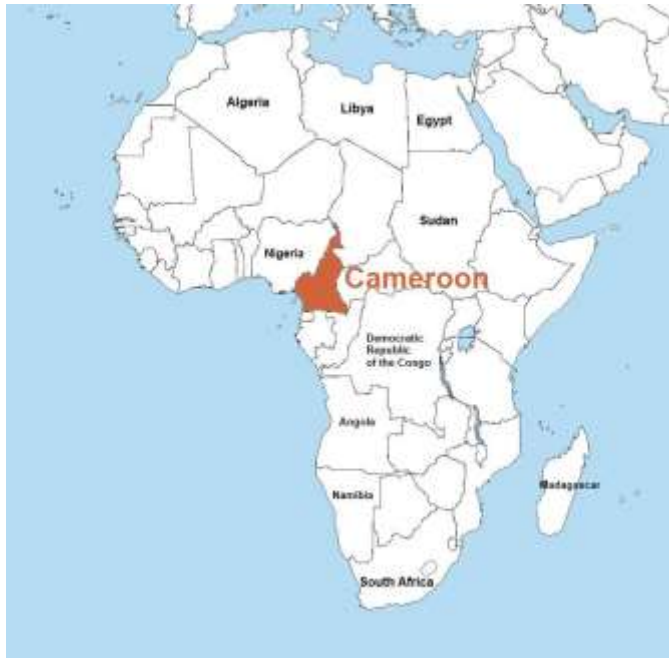 Algeria
Libya
Egypt
Sudan
Nigeria
Cameroon
Democratic
Republic
of the Congo
Angola
Namibia
Madagascar
South Africa